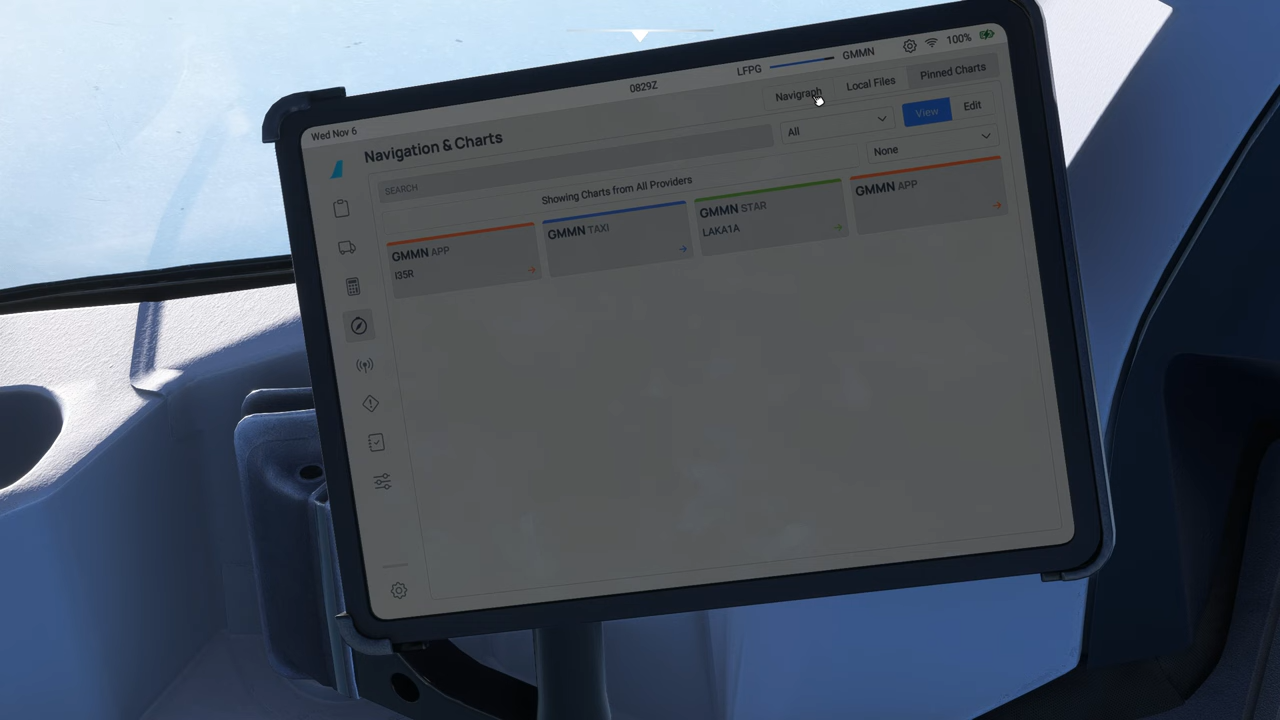 Wed Nov 6
0829Z
LFPG
GMMN
100%
Navigation & Charts
Navigraph
Local Files
Pinned Charts
SEARCH
All
View
Edit
Showing Charts from All Providers
None
GMMN APP
I35R
GMMN TAXI
GMMN STAR
LAKA1A
GMMN APP